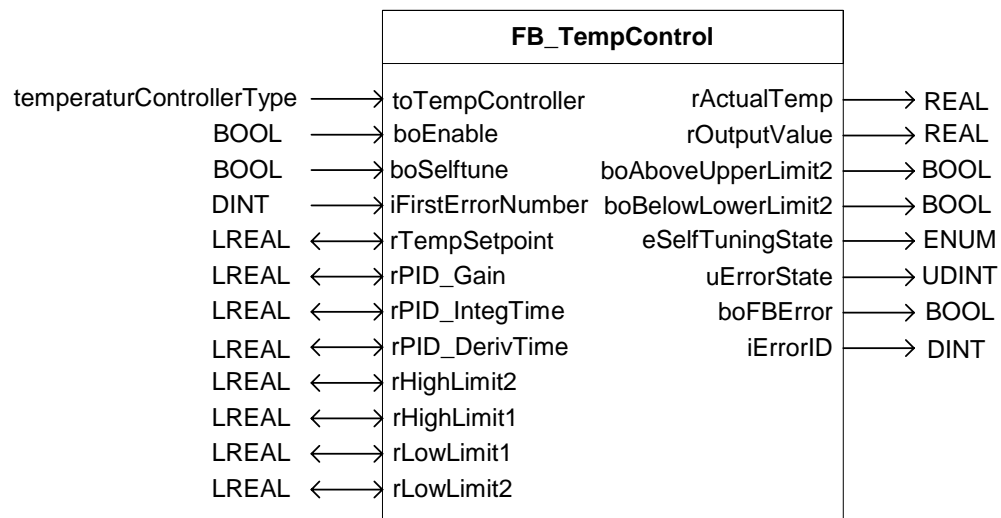 FB_TempControl
temperaturControllerType toTempController rActualTemp REAL
BOOL boEnable rOutputValue REAL
BOOL boSelftune boAboveUpperLimit2 BOOL
DINT iFirstErrorNumber boBelowLowerLimit2 BOOL
LREAL rTempSetpoint eSelfTuningState ENUM
LREAL rPID_Gain uErrorState UDINT
LREAL rPID_IntegTime boFBError BOOL
LREAL rPID_DerivTime iErrorID DINT
LREAL rHighLimit2
LREAL rHighLimit1
LREAL rLowLimit1
LREAL rLowLimit2